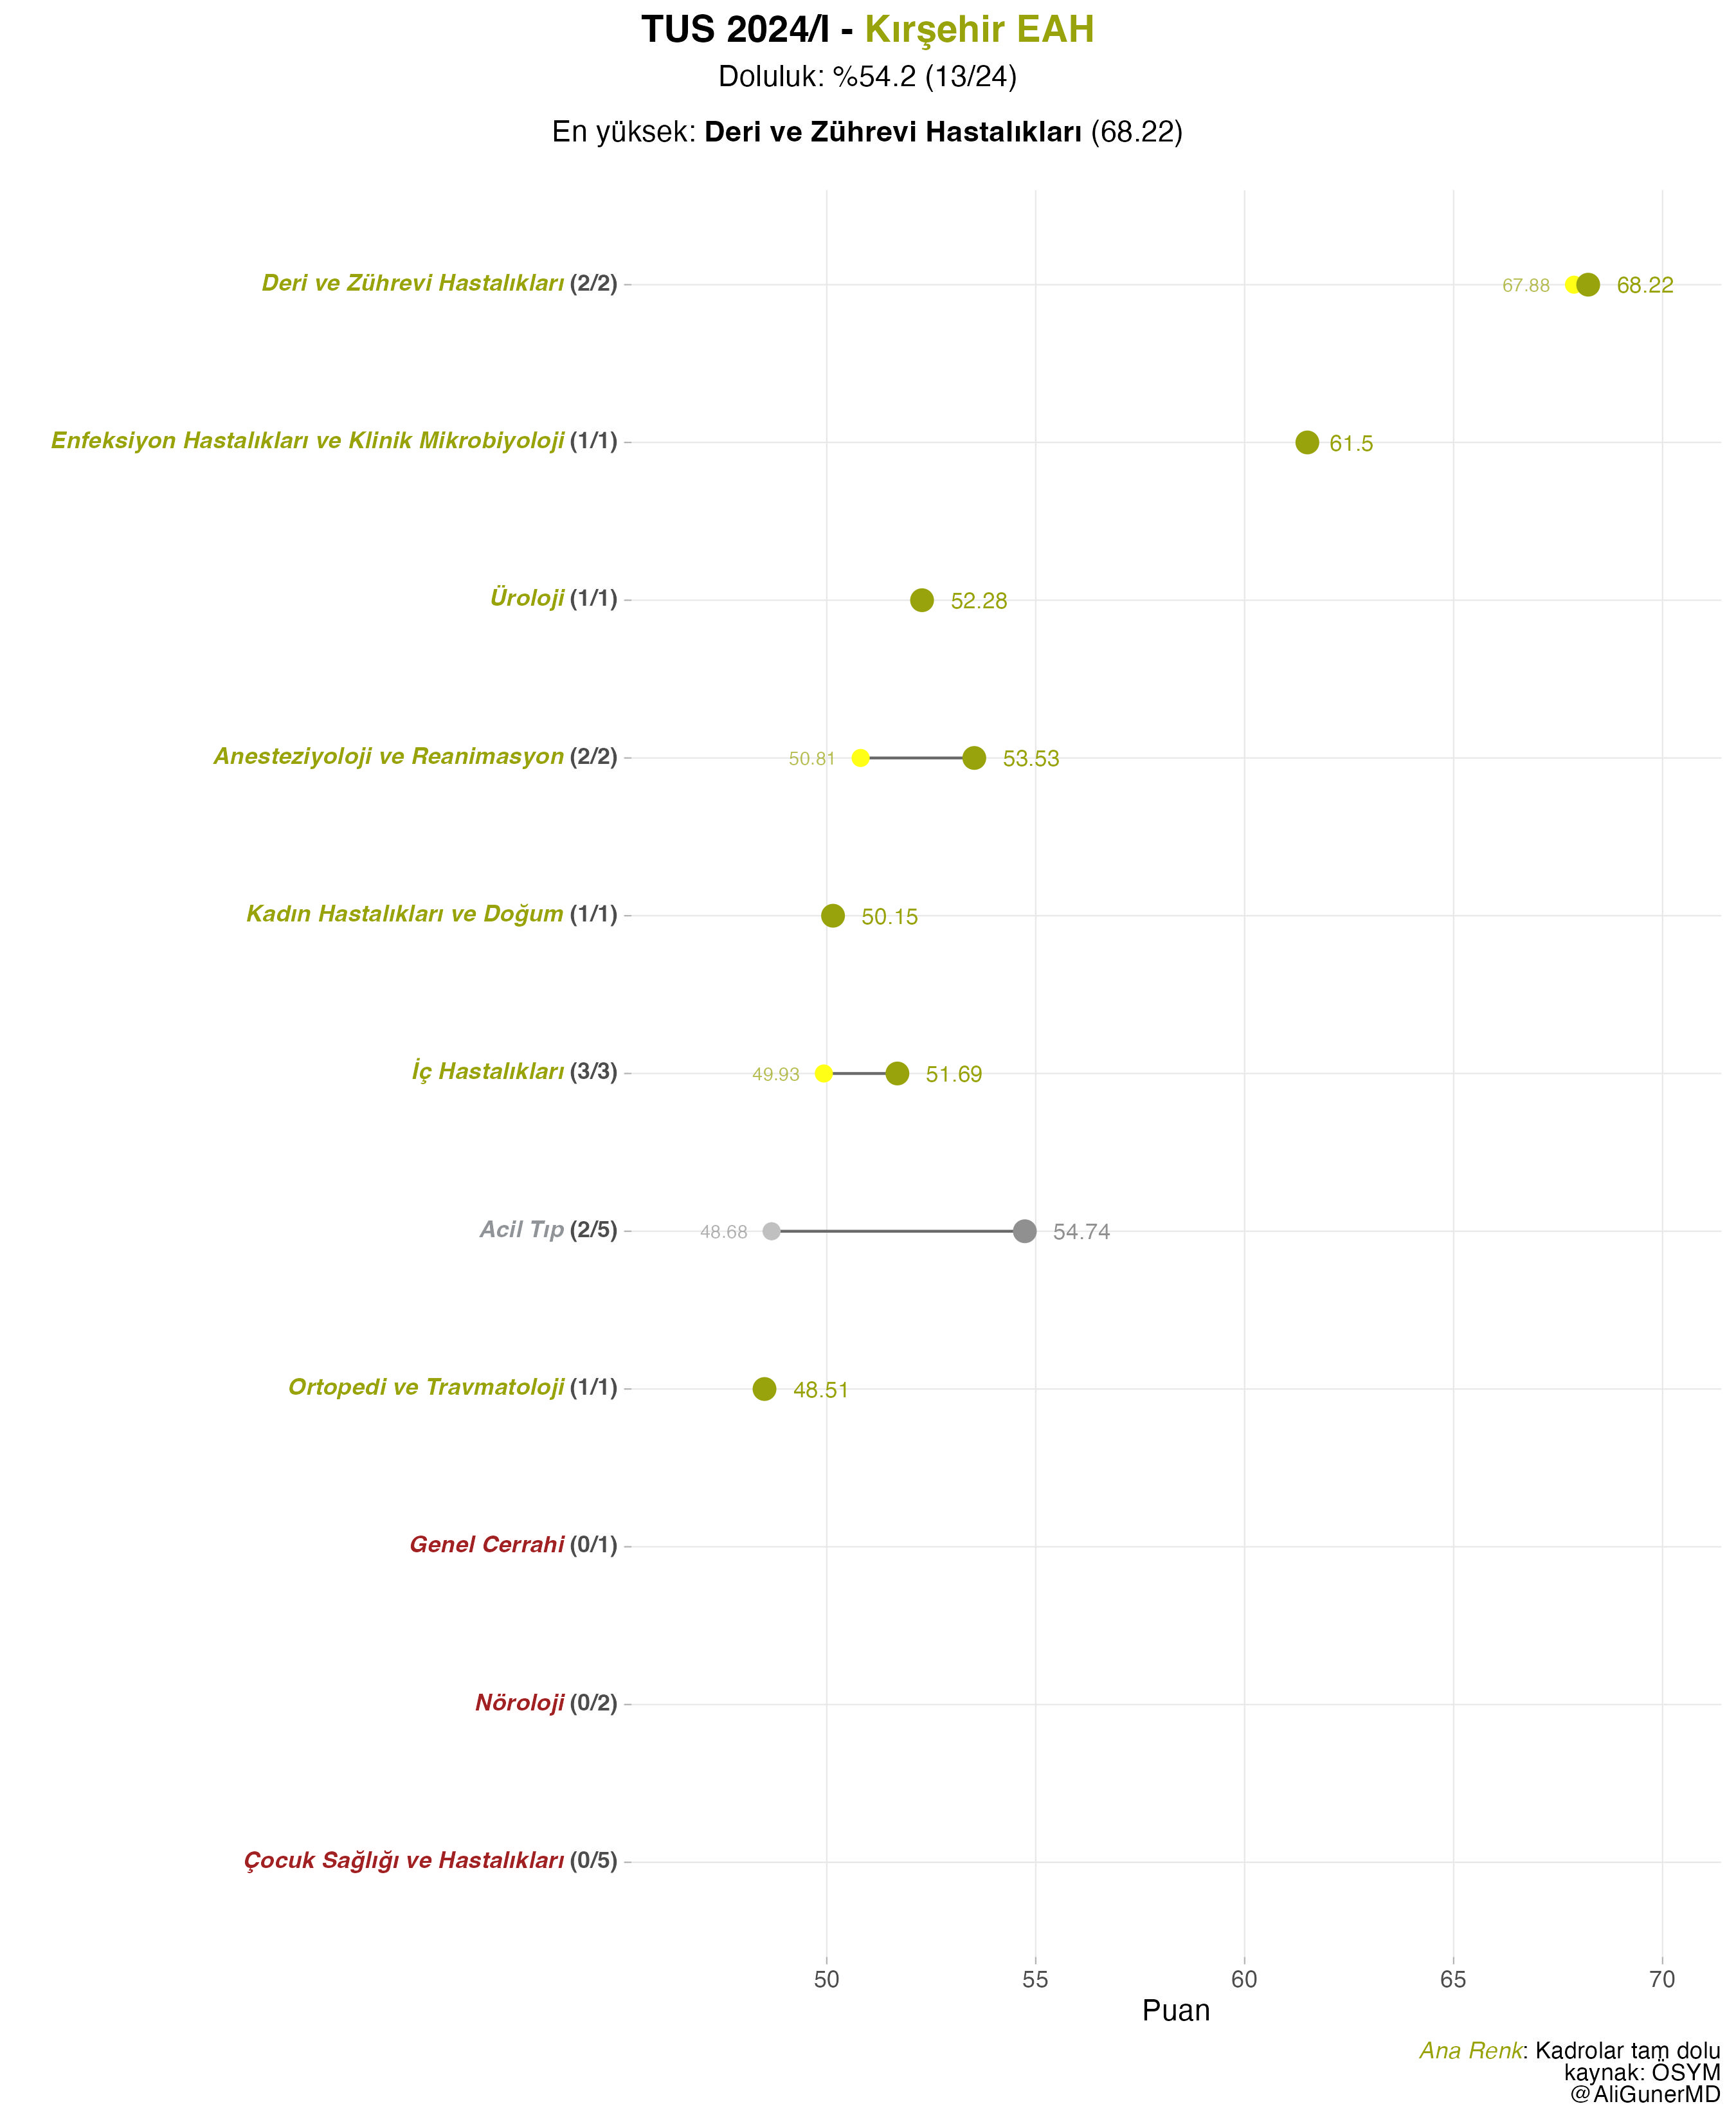 TUS 2024/I - Kırşehir EAH
Doluluk: %54.2 (13/24)
En yüksek: Deri ve Zührevi Hastalıkları (68.22)
Deri ve Zührevi Hastalıkları (2/2) 67.88 68.22
Enfeksiyon Hastalıkları ve Klinik Mikrobiyoloji (1/1) 61.5
Üroloji (1/1) 52.28
Anesteziyoloji ve Reanimasyon (2/2) 50.81 53.53
Kadın Hastalıkları ve Doğum (1/1) 50.15
İç Hastalıkları (3/3) 49.93 51.69
Acil Tıp (2/5) 48.68 54.74
Ortopedi ve Travmatoloji (1/1) 48.51
Genel Cerrahi (0/1)
Nöroloji (0/2)
Çocuk Sağlığı ve Hastalıkları (0/5)
50 55 60 65 70
Puan
Ana Renk: Kadrolar tam dolu
kaynak: ÖSYM
@AliGunerMD